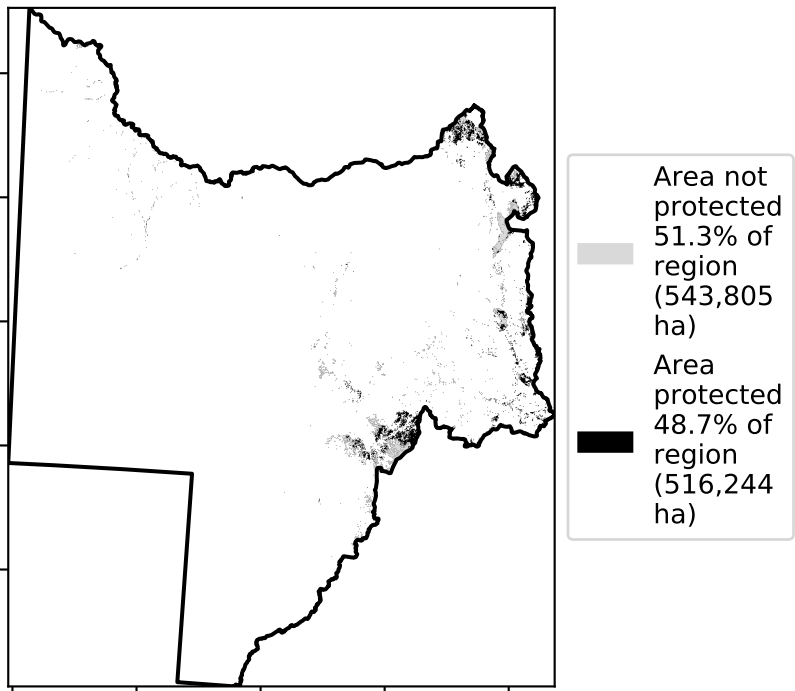 Area not
protected
51.3% of
region
(543,805
ha)
Area
protected
48.7% of
region
(516,244
ha)